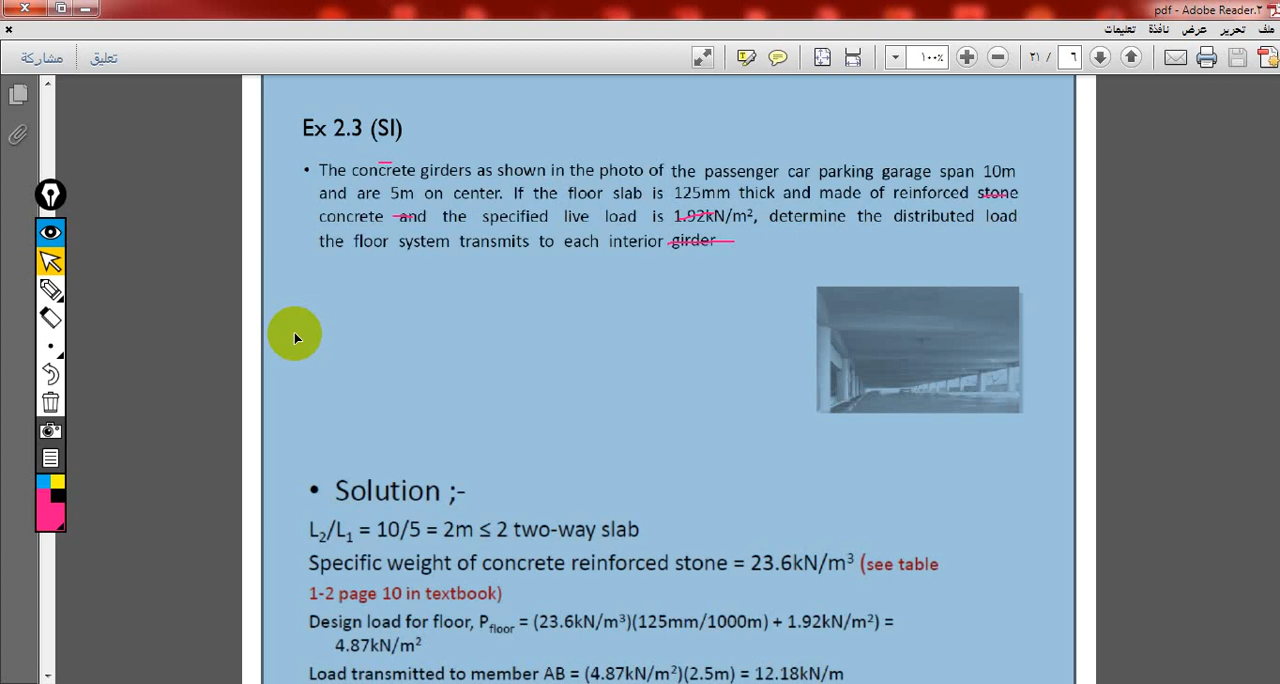 pdf - Adobe Reader.٢
ملف تحرير عرض نافذة تعليمات
٦ / ٢١ ١٠٠٪ تعليق مشاركة
Ex 2.3 (SI)
• The concrete girders as shown in the photo of the passenger car parking garage span 10m
and are 5m on center. If the floor slab is 125mm thick and made of reinforced stone
concrete and the specified live load is 1.92kN/m², determine the distributed load
the floor system transmits to each interior girder
• Solution ;-
L₂/L₁ = 10/5 = 2m ≤ 2 two-way slab
Specific weight of concrete reinforced stone = 23.6kN/m³ (see table
1-2 page 10 in textbook)
Design load for floor, Pfloor = (23.6kN/m³)(125mm/1000m) + 1.92kN/m²) =
4.87kN/m²
Load transmitted to member AB = (4.87kN/m²)(2.5m) = 12.18kN/m